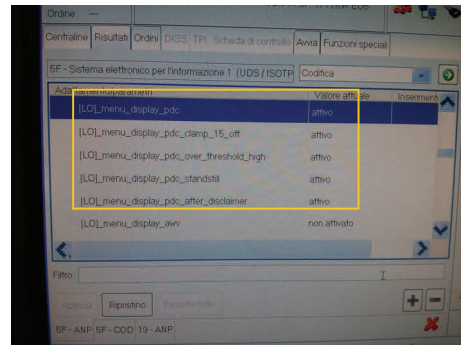 Ordine: ---
Centraline Risultati Ordini DISS TPI Scheda di controllo Avvia Funzioni speciali
5F - Sistema elettronico per l'informazione 1 (UDS / ISOTP Codifica
Adattamento/parametri Valore attuale
[LO]_menu_display_pdc attivo
[LO]_menu_display_pdc_clamp_15_off attivo
[LO]_menu_display_pdc_over_threshold_high attivo
[LO]_menu_display_pdc_standstill attivo
[LO]_menu_display_pdc_after_disclaimer attivo
[LO]_menu_display_awv non attivato
Filtro:
Applica Ripristino
5F - ANP 5F - COD 19 - ANP